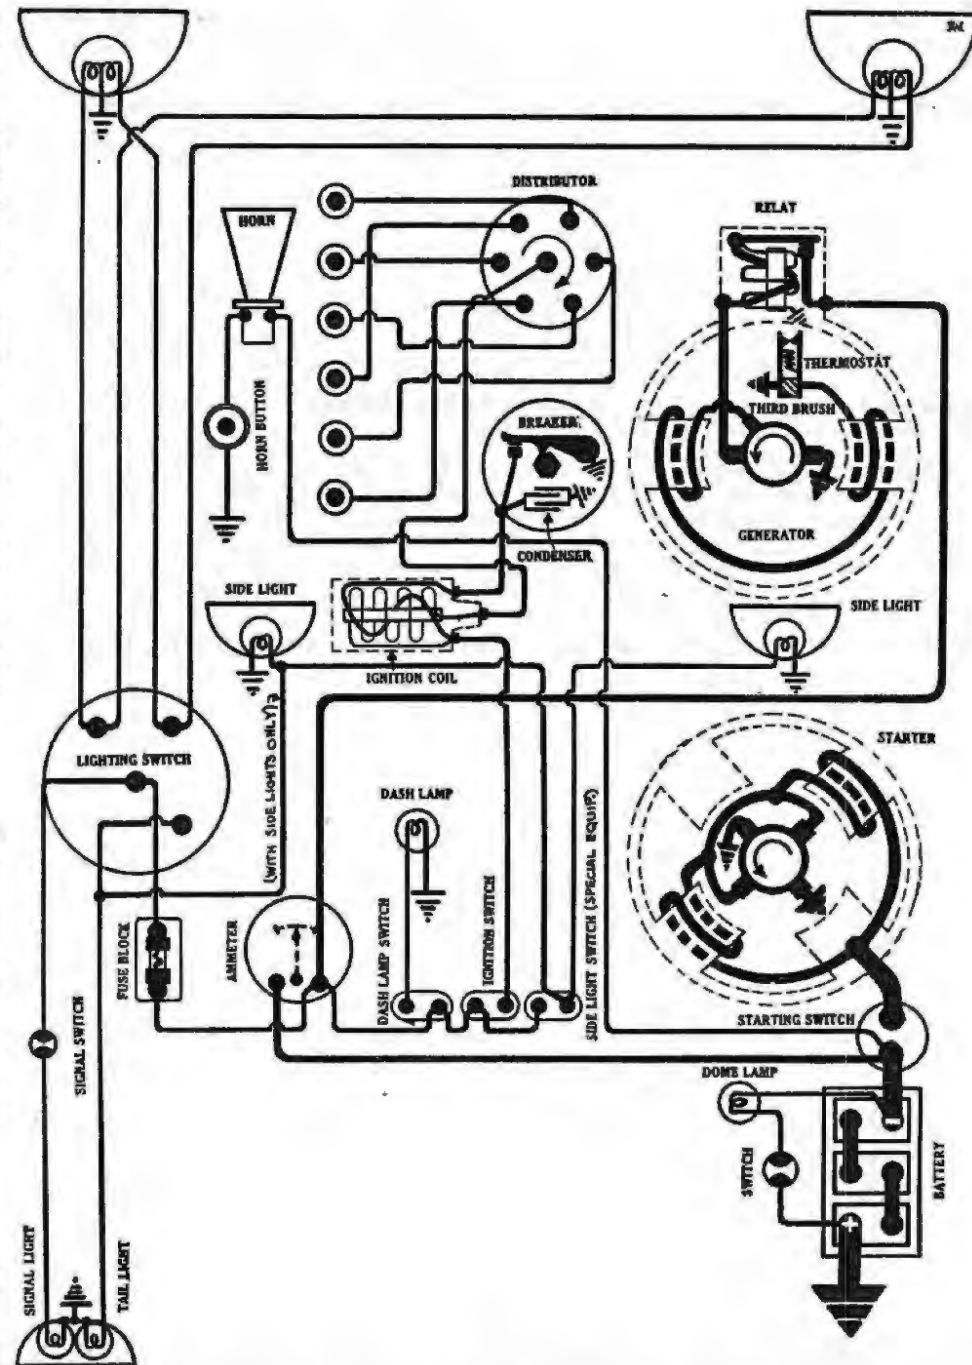 DISTRIBUTOR
RELAY
HORN
THERMOSTAT
THIRD BRUSH
HORN BUTTON
BREAKER
GENERATOR
CONDENSER
SIDE LIGHT
SIDE LIGHT
IGNITION COIL
(WITH SIDE LIGHTS ONLY)
LIGHTING SWITCH
STARTER
DASH LAMP
SIDE LIGHT SWITCH (SPECIAL EQUIP.)
IGNITION SWITCH
DASH LAMP SWITCH
AMMETER
FUSE BLOCK
STARTING SWITCH
SIGNAL SWITCH
DOME LAMP
SWITCH
BATTERY
SIGNAL LIGHT
TAIL LIGHT